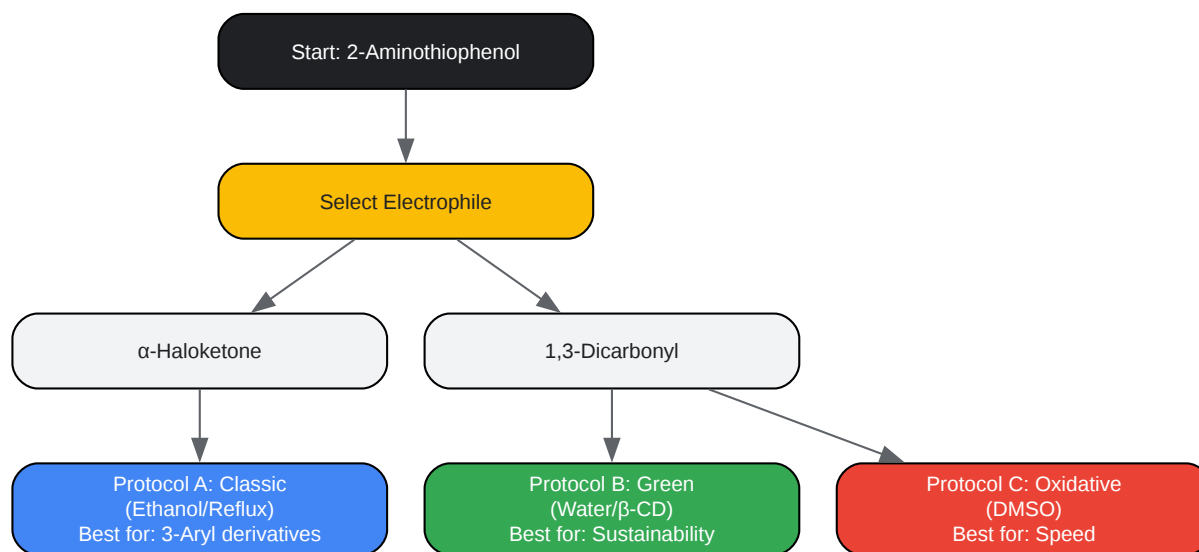 Start: 2-Aminothiophenol
Select Electrophile
α-Haloketone
1,3-Dicarbonyl
Protocol A: Classic
(Ethanol/Reflux)
Best for: 3-Aryl derivatives
Protocol B: Green
(Water/β-CD)
Best for: Sustainability
Protocol C: Oxidative
(DMSO)
Best for: Speed